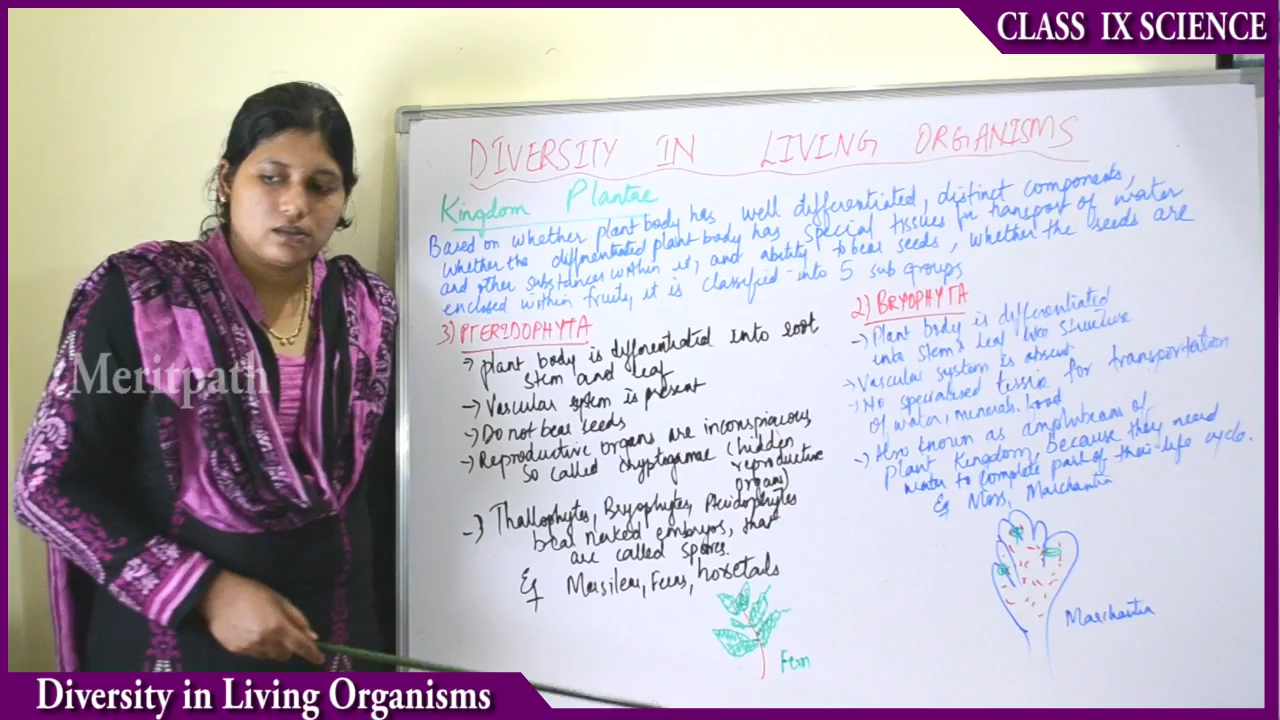 CLASS IX SCIENCE
DIVERSITY IN LIVING ORGANISMS
Kingdom Plantae
Based on whether plant body has well differentiated, distinct components,
whether the differentiated plant body has special tissues for transport of water
and other substances within it, and ability to bear seeds, whether the seeds are
enclosed within fruits, it is classified into 5 sub groups
3) PTERIDOPHYTA
→ plant body is differentiated into root
stem and leaf
→ Vascular system is present
→ Do not bear seeds
→ Reproductive organs are
so called cryptogamae (hidden
reproductive
organs)
→ Thallophytes, Bryophytes, Pteridophytes
bear naked embryos, that
are called spores.
Eg Marsilea, Ferns, horsetails
Fern
2) BRYOPHYTA
→ Plant body is differentiated
into stem & leaf like structure
→ Vascular system is absent
→ No specialised tissue for transportation
of water, minerals, food
→ Also known as amphibians of
plant kingdom, because they need
water to complete part of their life cycle.
Eg Moss, Marchantia
Marchantia
Meritpath
Diversity in Living Organisms